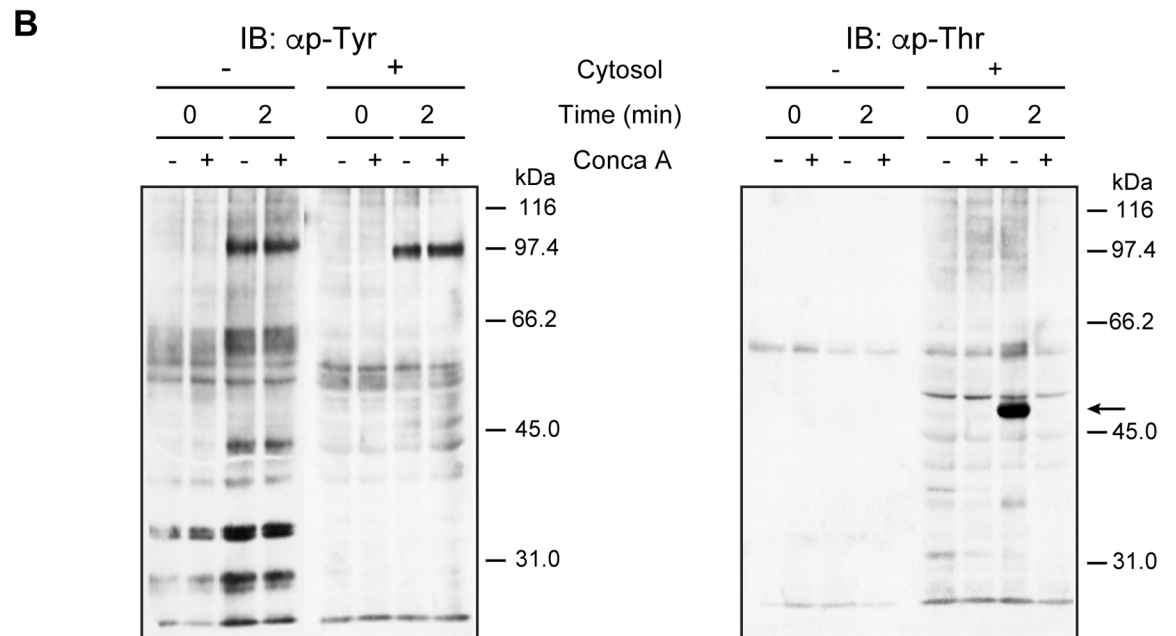 B
IB: αp-Tyr
IB: αp-Thr
- + Cytosol - +
0 2 0 2 Time (min) 0 2 0 2
- + - + - + - + Conca A - + - + - + - +
kDa kDa
116 116
97.4 97.4
66.2 66.2
45.0 45.0
31.0 31.0